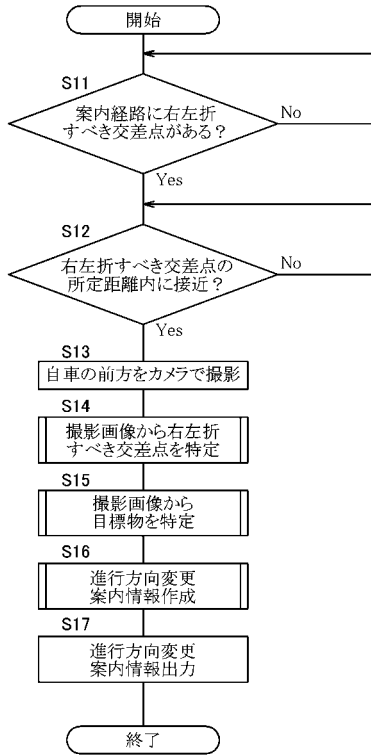 開始
S11
案内経路に右左折
すべき交差点がある?
No
Yes
S12
右左折すべき交差点の
所定距離内に接近?
No
Yes
S13
自車の前方をカメラで撮影
S14
撮影画像から右左折
すべき交差点を特定
S15
撮影画像から
目標物を特定
S16
進行方向変更
案内情報作成
S17
進行方向変更
案内情報出力
終了